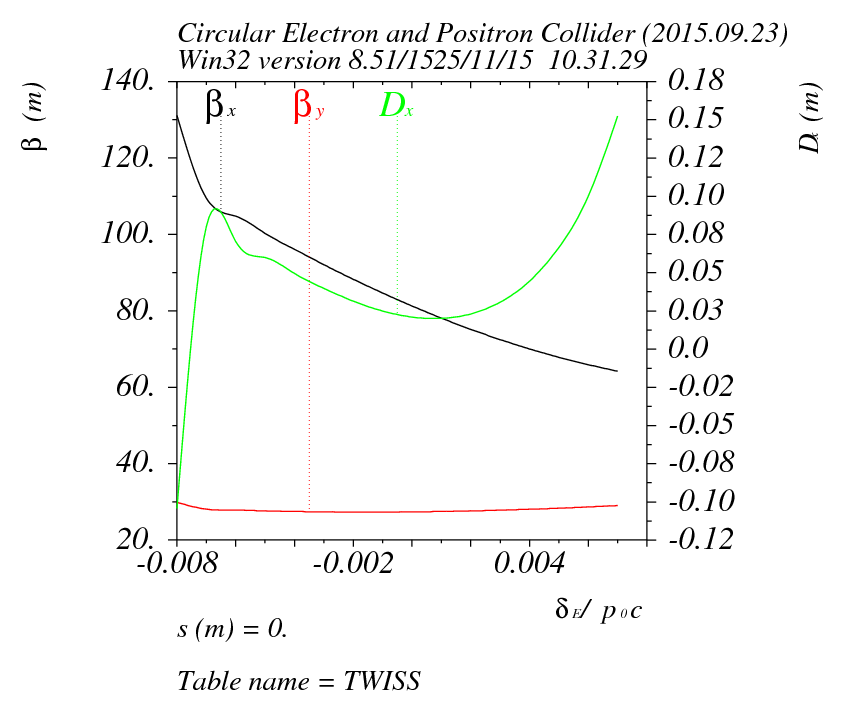 Circular Electron and Positron Collider (2015.09.23)
Win32 version 8.51/1525/11/15 10.31.29
β (m)
140.
120.
100.
80.
60.
40.
20.
βx
βy
Dx
0.18
0.15
0.12
0.10
0.08
0.05
0.03
0.0
-0.02
-0.05
-0.08
-0.10
-0.12
Dx (m)
-0.008
-0.002
0.004
δE/ p0c
s (m) = 0.
Table name = TWISS